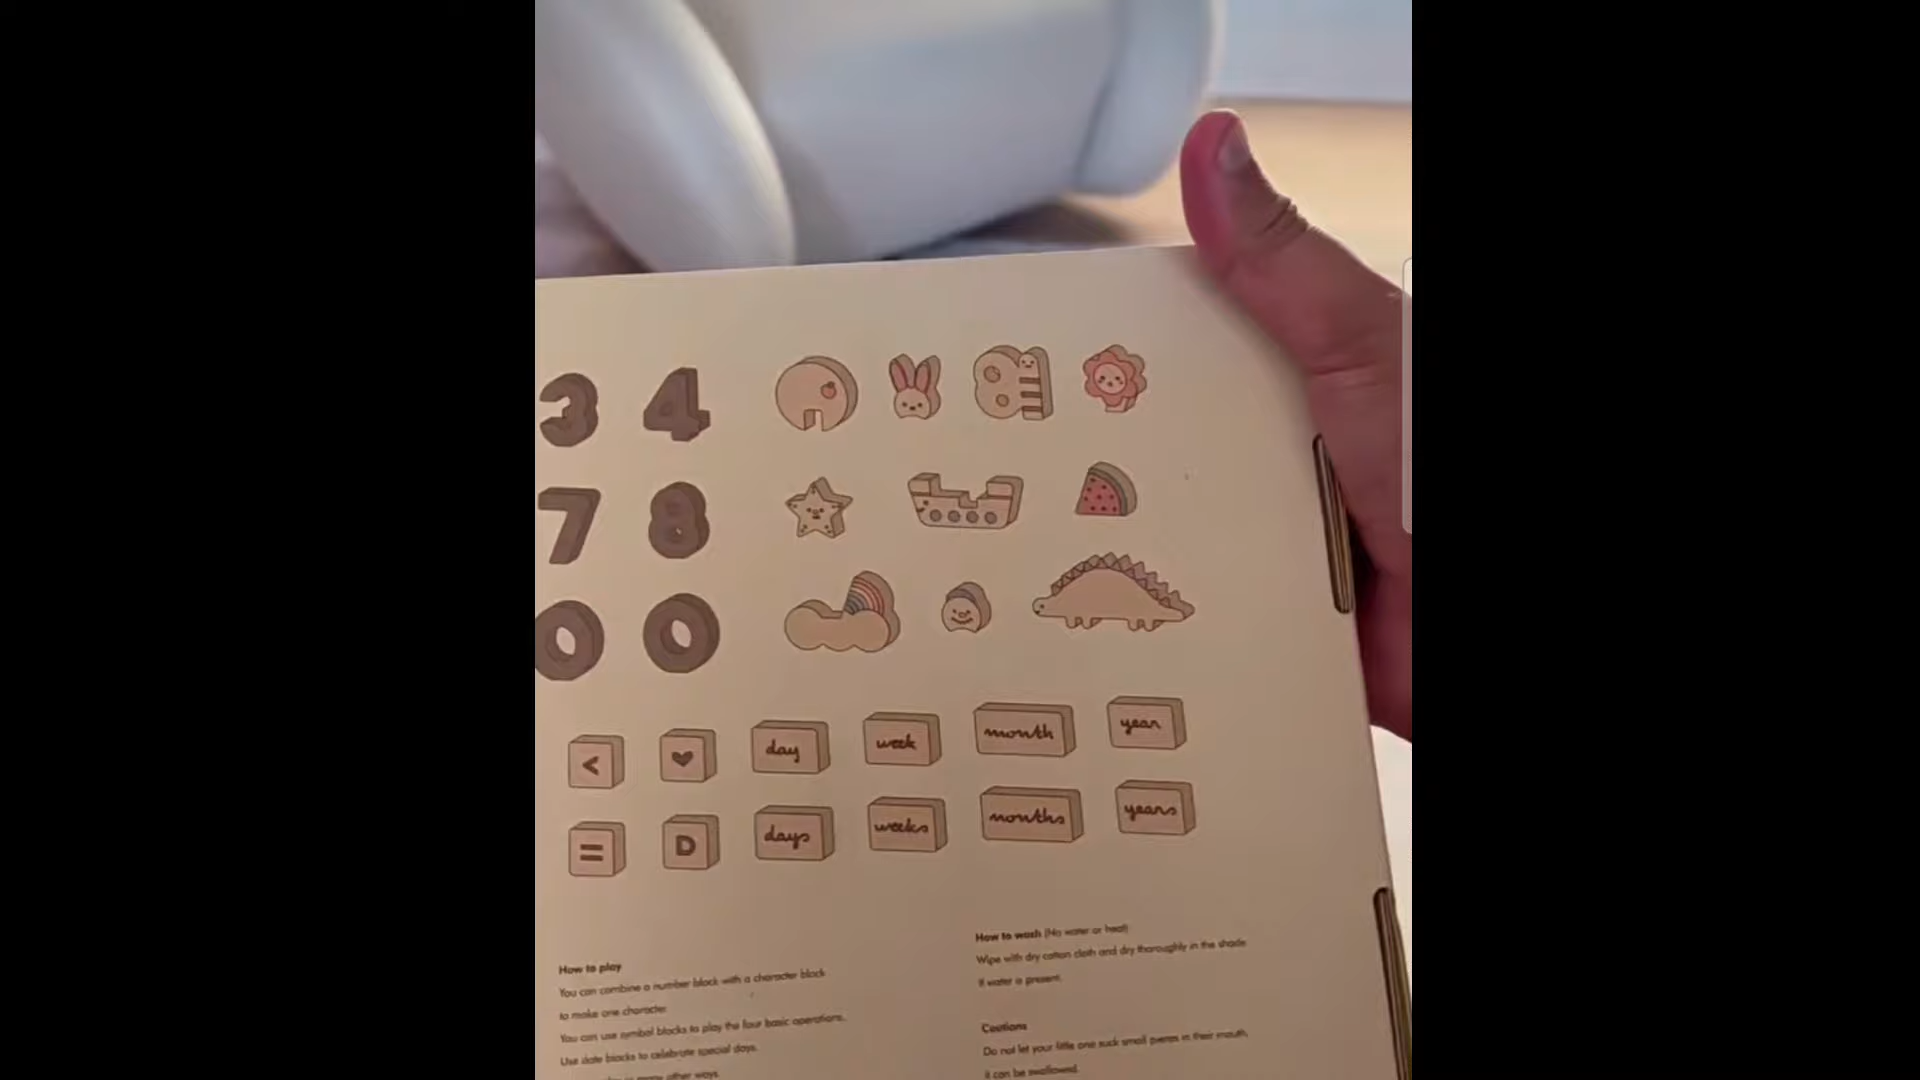 3 4
7 8
0 0
< ♥ day week month year
= D days weeks months years
How to play
You can combine a number block with a character block
to make one character.
You can use symbol blocks to play the four basic operations.
Use date blocks to celebrate special days.
many other ways
How to wash (No water or heat)
Wipe with dry cotton cloth and dry thoroughly in the shade
if water is present.
Cautions
Do not let your little one suck small pieces in their mouth,
it can be swallowed.